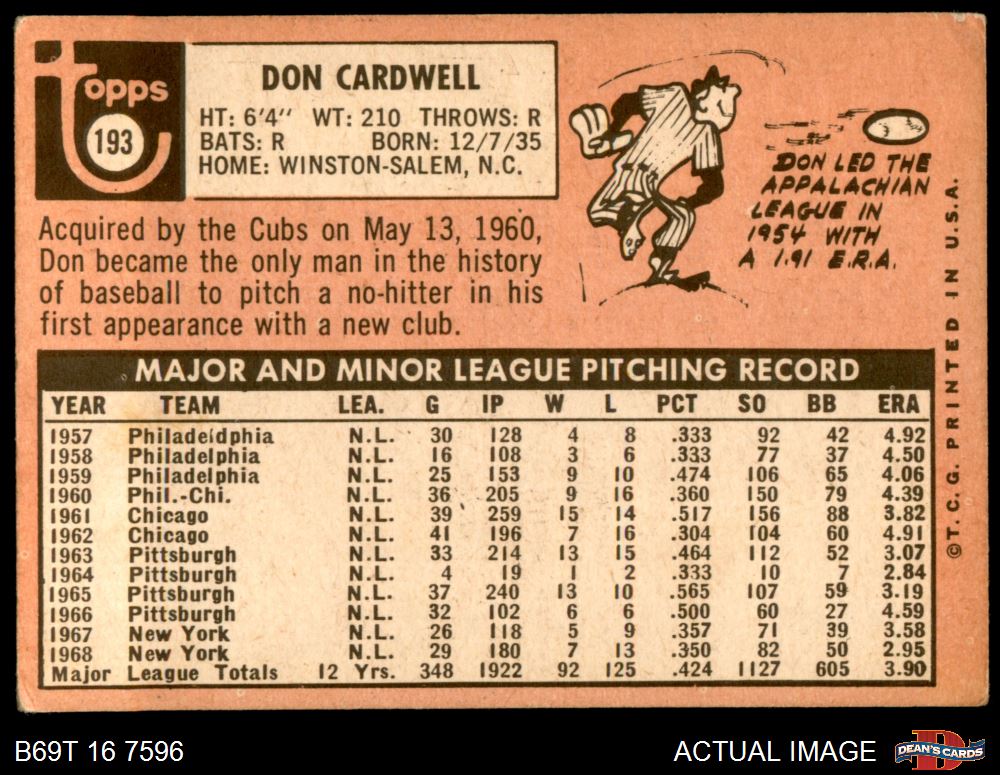 topps
193
DON CARDWELL
HT: 6'4" WT: 210 THROWS: R
BATS: R BORN: 12/7/35
HOME: WINSTON-SALEM, N.C.
DON LED THE
APPALACHIAN
LEAGUE IN
1954 WITH
A 1.91 E.R.A.
Acquired by the Cubs on May 13, 1960,
Don became the only man in the history
of baseball to pitch a no-hitter in his
first appearance with a new club.
MAJOR AND MINOR LEAGUE PITCHING RECORD
YEAR TEAM LEA. G IP W L PCT SO BB ERA
1957 Philadeldphia N.L. 30 128 4 8 .333 92 42 4.92
1958 Philadelphia N.L. 16 108 3 6 .333 77 37 4.50
1959 Philadelphia N.L. 25 153 9 10 .474 106 65 4.06
1960 Phil.-Chi. N.L. 36 205 9 16 .360 150 79 4.39
1961 Chicago N.L. 39 259 15 14 .517 156 88 3.82
1962 Chicago N.L. 41 196 7 16 .304 104 60 4.91
1963 Pittsburgh N.L. 33 214 13 15 .464 112 52 3.07
1964 Pittsburgh N.L. 4 19 1 2 .333 10 7 2.84
1965 Pittsburgh N.L. 37 240 13 10 .565 107 59 3.19
1966 Pittsburgh N.L. 32 102 6 6 .500 60 27 4.59
1967 New York N.L. 26 118 5 9 .357 71 39 3.58
1968 New York N.L. 29 180 7 13 .350 82 50 2.95
Major League Totals 12 Yrs. 348 1922 92 125 .424 1127 605 3.90
©T.C.G. PRINTED IN U.S.A.
B69T 16 7596
ACTUAL IMAGE
DEAN'S CARDS